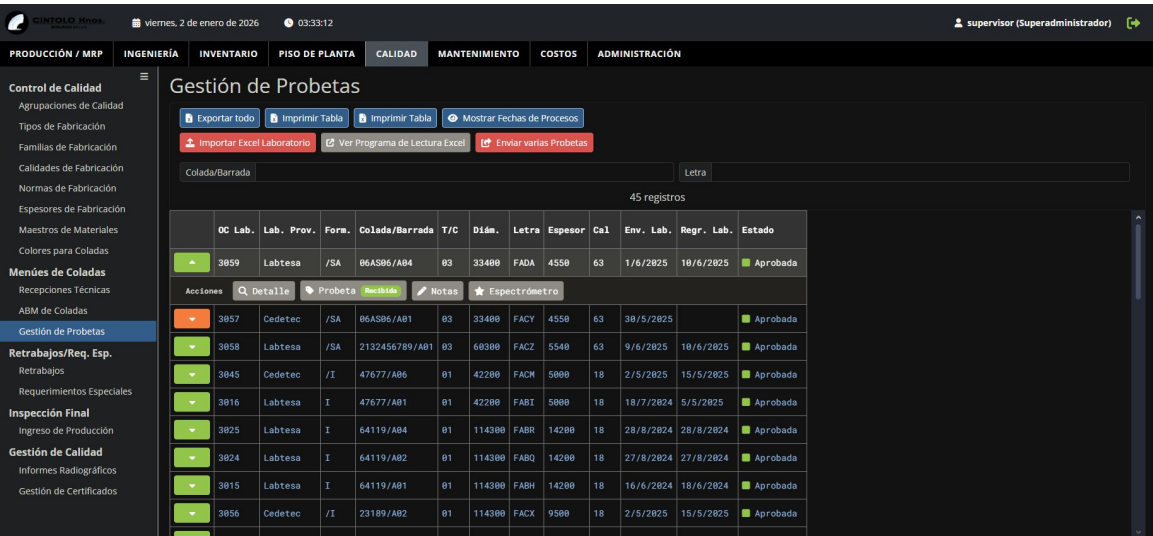 CINTOLO Hnos. viernes, 2 de enero de 2026 03:33:12 supervisor (Superadministrador)
PRODUCCIÓN / MRP INGENIERÍA INVENTARIO PISO DE PLANTA CALIDAD MANTENIMIENTO COSTOS ADMINISTRACIÓN
Control de Calidad
Agrupaciones de Calidad
Tipos de Fabricación
Familias de Fabricación
Calidades de Fabricación
Normas de Fabricación
Espesores de Fabricación
Maestros de Materiales
Colores para Coladas
Menúes de Coladas
Recepciones Técnicas
ABM de Coladas
Gestión de Probetas
Retrabajos/Req. Esp.
Retrabajos
Requerimientos Especiales
Inspección Final
Ingreso de Producción
Gestión de Calidad
Informes Radiográficos
Gestión de Certificados
Gestión de Probetas
Exportar todo Imprimir Tabla Imprimir Tabla Mostrar Fechas de Procesos
Importar Excel Laboratorio Ver Programa de Lectura Excel Enviar varias Probetas
Colada/Barrada Letra
45 registros
OC Lab. Lab. Prov. Form. Colada/Barrada T/C Diám. Letra Espesor Cal Env. Lab. Regr. Lab. Estado
3059 Labtesa /SA 06AS06/A04 03 33400 FADA 4550 63 1/6/2025 10/6/2025 Aprobada
Acciones Detalle Probeta Recibida Notas Espectrómetro
3057 Cedetec /SA 06AS06/A01 03 33400 FACY 4550 63 30/5/2025 Aprobada
3058 Labtesa /SA 2132456789/A01 03 60300 FACZ 5540 63 9/6/2025 10/6/2025 Aprobada
3045 Cedetec /I 47677/A06 01 42200 FACM 5000 18 2/5/2025 15/5/2025 Aprobada
3016 Labtesa I 47677/A01 01 42200 FABI 5000 18 18/7/2024 5/5/2025 Aprobada
3025 Labtesa I 64119/A04 01 114300 FABR 14200 18 28/8/2024 28/8/2024 Aprobada
3024 Labtesa I 64119/A02 01 114300 FABQ 14200 18 27/8/2024 27/8/2024 Aprobada
3015 Labtesa I 64119/A01 01 114300 FABH 14200 18 16/6/2024 18/6/2024 Aprobada
3056 Cedetec /I 23189/A02 01 114300 FACX 9500 18 2/5/2025 15/5/2025 Aprobada